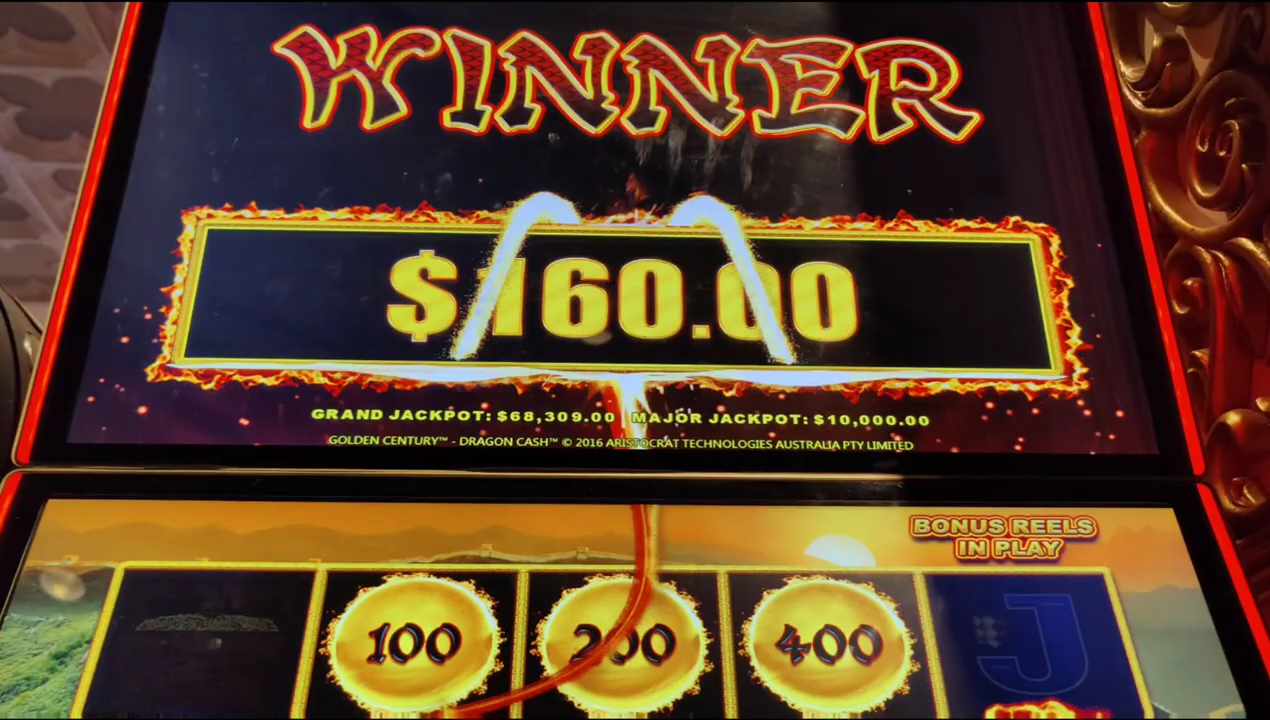 WINNER
$160.00
GRAND JACKPOT: $68,309.00 MAJOR JACKPOT: $10,000.00
GOLDEN CENTURY™ - DRAGON CASH™ © 2016 ARISTOCRAT TECHNOLOGIES AUSTRALIA PTY LIMITED
BONUS REELS
IN PLAY
100 200 400 J